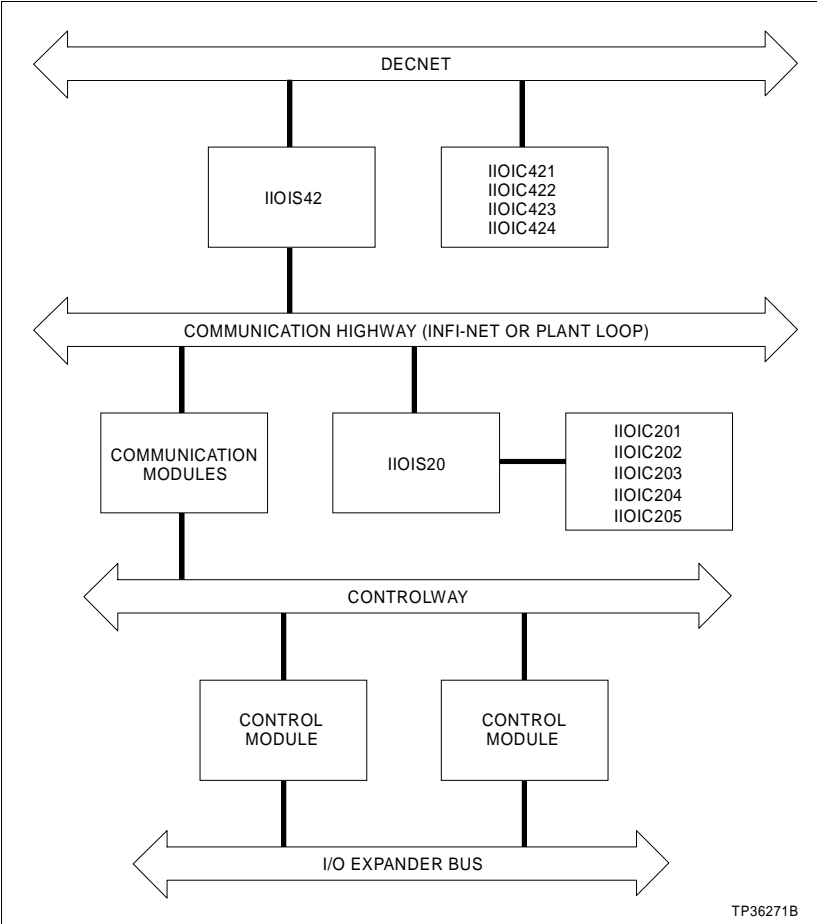 DECNET
IIOIS42
IIOIC421
IIOIC422
IIOIC423
IIOIC424
COMMUNICATION HIGHWAY (INFI-NET OR PLANT LOOP)
COMMUNICATION
MODULES
IIOIS20
IIOIC201
IIOIC202
IIOIC203
IIOIC204
IIOIC205
CONTROLWAY
CONTROL
MODULE
CONTROL
MODULE
I/O EXPANDER BUS
TP36271B